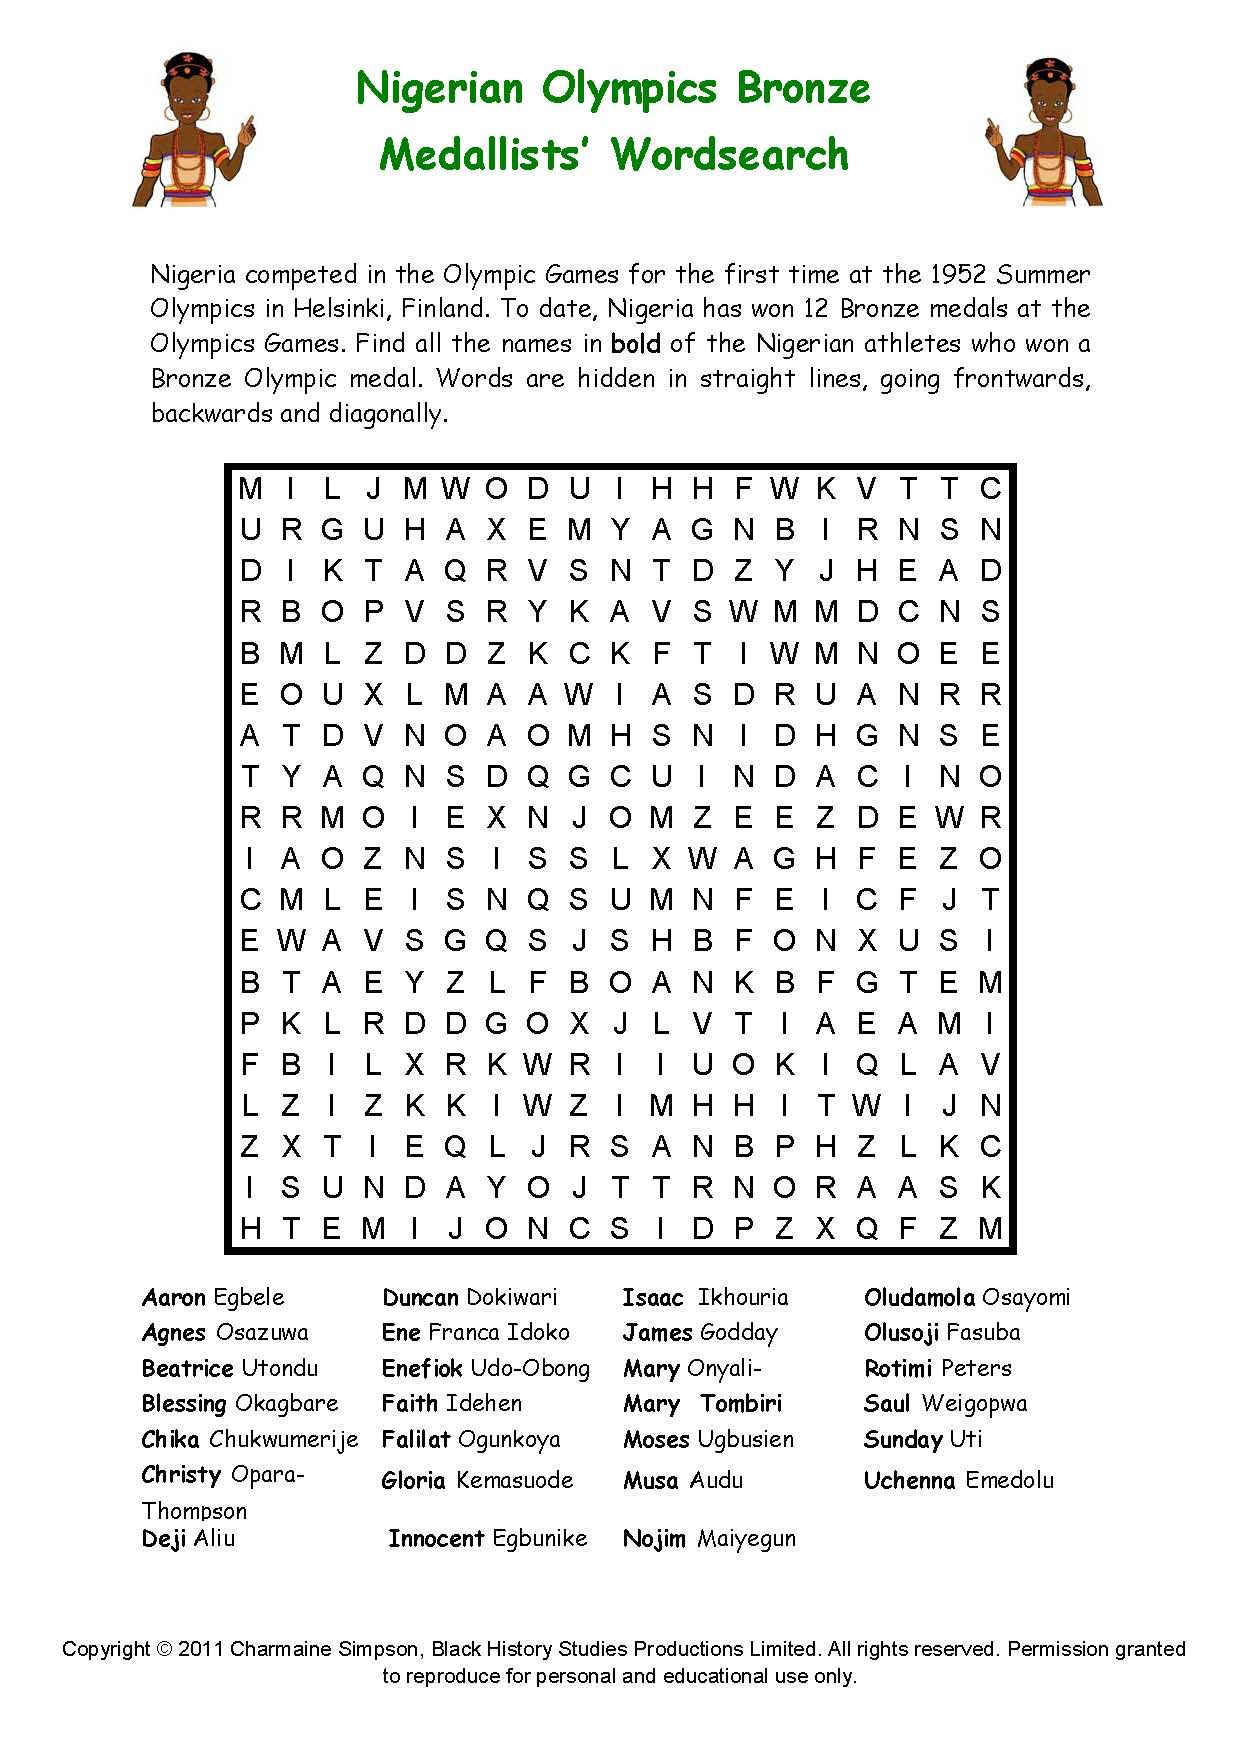 Nigerian Olympics Bronze
Medallists’ Wordsearch
Nigeria competed in the Olympic Games for the first time at the 1952 Summer
Olympics in Helsinki, Finland. To date, Nigeria has won 12 Bronze medals at the
Olympics Games. Find all the names in bold of the Nigerian athletes who won a
Bronze Olympic medal. Words are hidden in straight lines, going frontwards,
backwards and diagonally.
M I L J M W O D U I H H F W K V T T C
U R G U H A X E M Y A G N B I R N S N
D I K T A Q R V S N T D Z Y J H E A D
R B O P V S R Y K A V S W M M D C N S
B M L Z D D Z K C K F T I W M N O E E
E O U X L M A A W I A S D R U A N R R
A T D V N O A O M H S N I D H G N S E
T Y A Q N S D Q G C U I N D A C I N O
R R M O I E X N J O M Z E E Z D E W R
I A O Z N S I S S L X W A G H F E Z O
C M L E I S N Q S U M N F E I C F J T
E W A V S G Q S J S H B F O N X U S I
B T A E Y Z L F B O A N K B F G T E M
P K L R D D G O X J L V T I A E A M I
F B I L X R K W R I I U O K I Q L A V
L Z I Z K K I W Z I M H H I T W I J N
Z X T I E Q L J R S A N B P H Z L K C
I S U N D A Y O J T T R N O R A A S K
H T E M I J O N C S I D P Z X Q F Z M
Aaron Egbele Duncan Dokiwari Isaac Ikhouria Oludamola Osayomi
Agnes Osazuwa Ene Franca Idoko James Godday Olusoji Fasuba
Beatrice Utondu Enefiok Udo-Obong Mary Onyali- Rotimi Peters
Blessing Okagbare Faith Idehen Mary Tombiri Saul Weigopwa
Chika Chukwumerije Falilat Ogunkoya Moses Ugbusien Sunday Uti
Christy Opara- Gloria Kemasuode Musa Audu Uchenna Emedolu
Thompson
Deji Aliu Innocent Egbunike Nojim Maiyegun
Copyright © 2011 Charmaine Simpson, Black History Studies Productions Limited. All rights reserved. Permission granted
to reproduce for personal and educational use only.